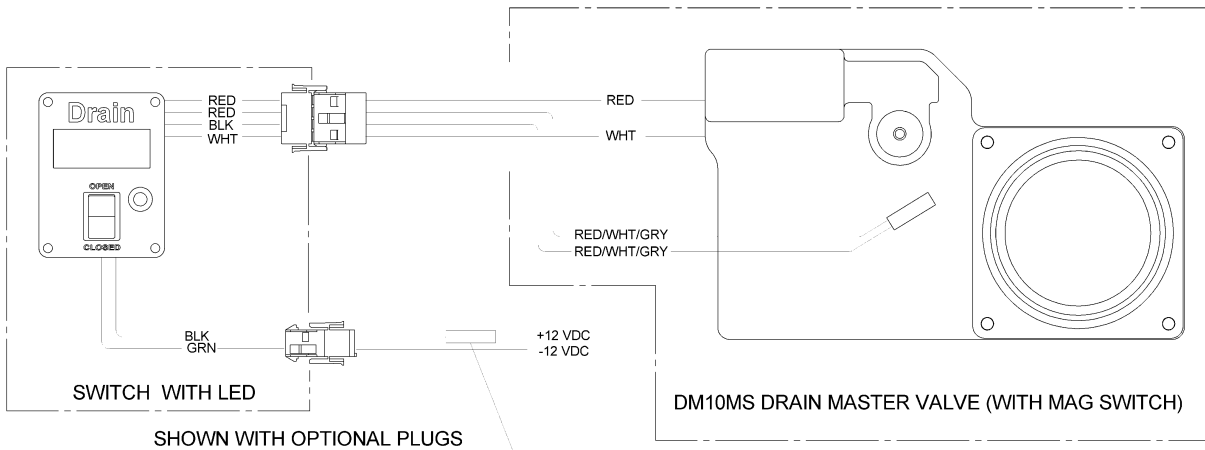 Drain
OPEN
CLOSED
RED
RED
BLK
WHT
RED
WHT
RED/WHT/GRY
RED/WHT/GRY
BLK
GRN
+12 VDC
-12 VDC
SWITCH WITH LED
DM10MS DRAIN MASTER VALVE (WITH MAG SWITCH)
SHOWN WITH OPTIONAL PLUGS